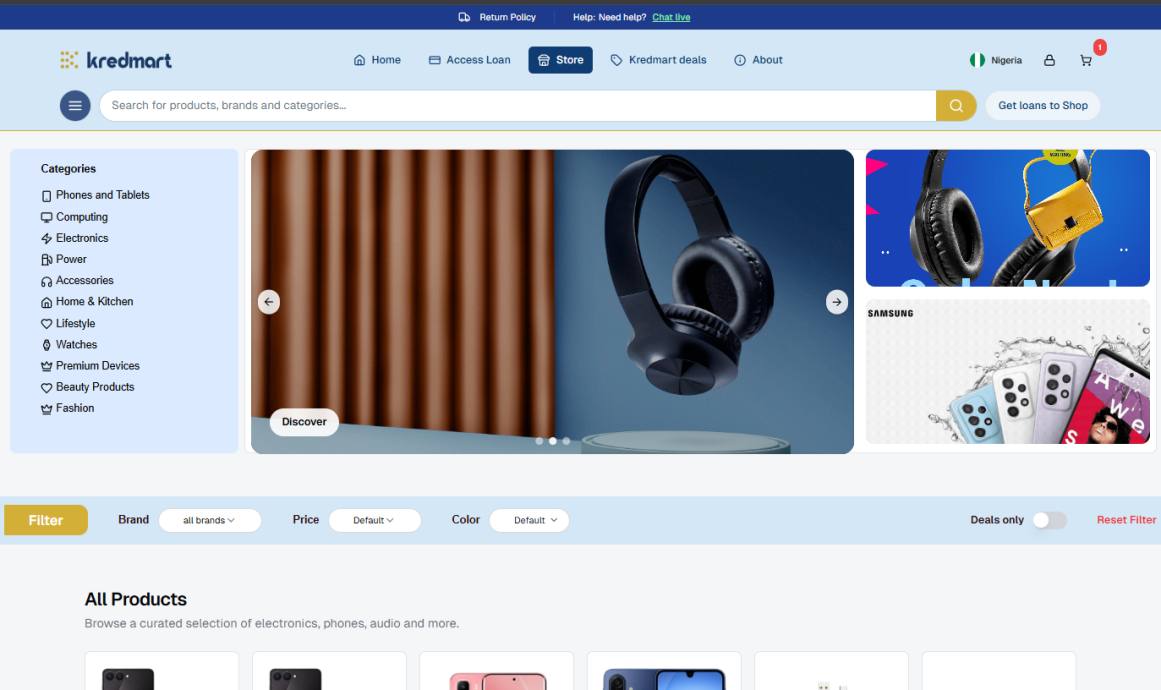 Return Policy
Help: Need help? Chat live
kredmart
Home
Access Loan
Store
Kredmart deals
About
Nigeria
1
Search for products, brands and categories...
Get loans to Shop
Categories
Phones and Tablets
Computing
Electronics
Power
Accessories
Home & Kitchen
Lifestyle
Watches
Premium Devices
Beauty Products
Fashion
Discover
SAMSUNG
Awes
Filter
Brand
all brands
Price
Default
Color
Default
Deals only
Reset Filter
All Products
Browse a curated selection of electronics, phones, audio and more.